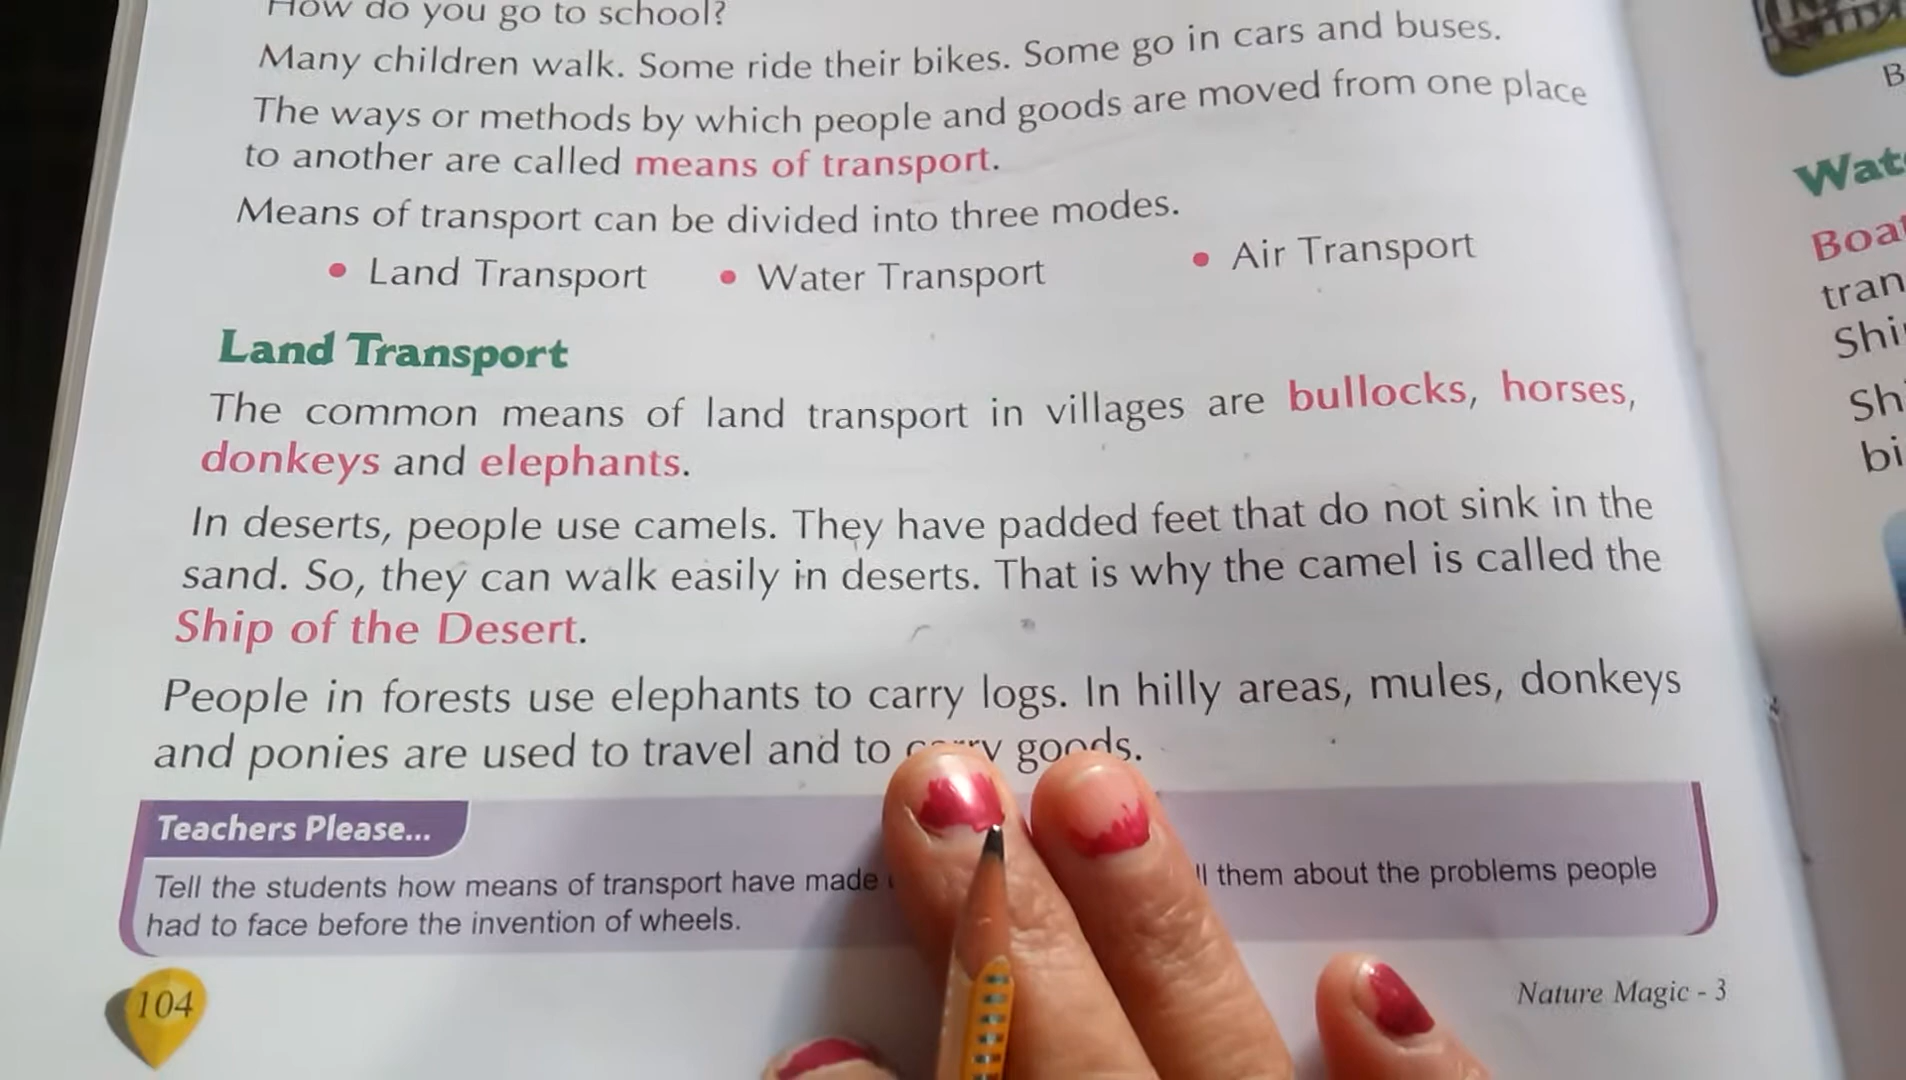 How do you go to school?
Many children walk. Some ride their bikes. Some go in cars and buses.
The ways or methods by which people and goods are moved from one place
to another are called means of transport.
Means of transport can be divided into three modes.
• Land Transport • Water Transport • Air Transport
Land Transport
The common means of land transport in villages are bullocks, horses,
donkeys and elephants.
In deserts, people use camels. They have padded feet that do not sink in the
sand. So, they can walk easily in deserts. That is why the camel is called the
Ship of the Desert.
People in forests use elephants to carry logs. In hilly areas, mules, donkeys
and ponies are used to travel and to carry goods.
Teachers Please...
Tell the students how means of transport have made them about the problems people
had to face before the invention of wheels.
104
Nature Magic - 3